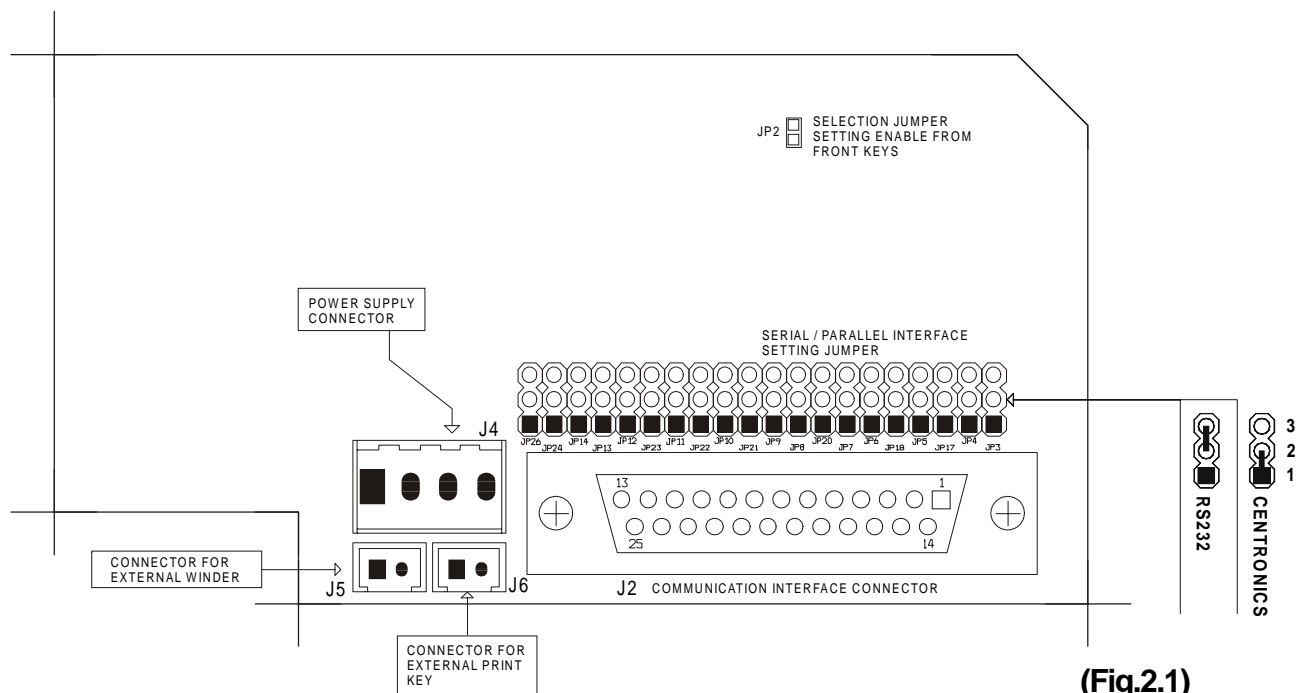 JP2
SELECTION JUMPER
SETTING ENABLE FROM
FRONT KEYS
POWER SUPPLY
CONNECTOR
SERIAL / PARALLEL INTERFACE
SETTING JUMPER
J4
JP26 JP24 JP14 JP13 JP12 JP23 JP11 JP22 JP10 JP21 JP9 JP8 JP20 JP7 JP6 JP18 JP5 JP17 JP4 JP3
3
2
1
RS232
CENTRONICS
13
1
25
14
CONNECTOR FOR
EXTERNAL WINDER
J5
J6
J2 COMMUNICATION INTERFACE CONNECTOR
CONNECTOR FOR
EXTERNAL PRINT
KEY
(Fig.2.1)